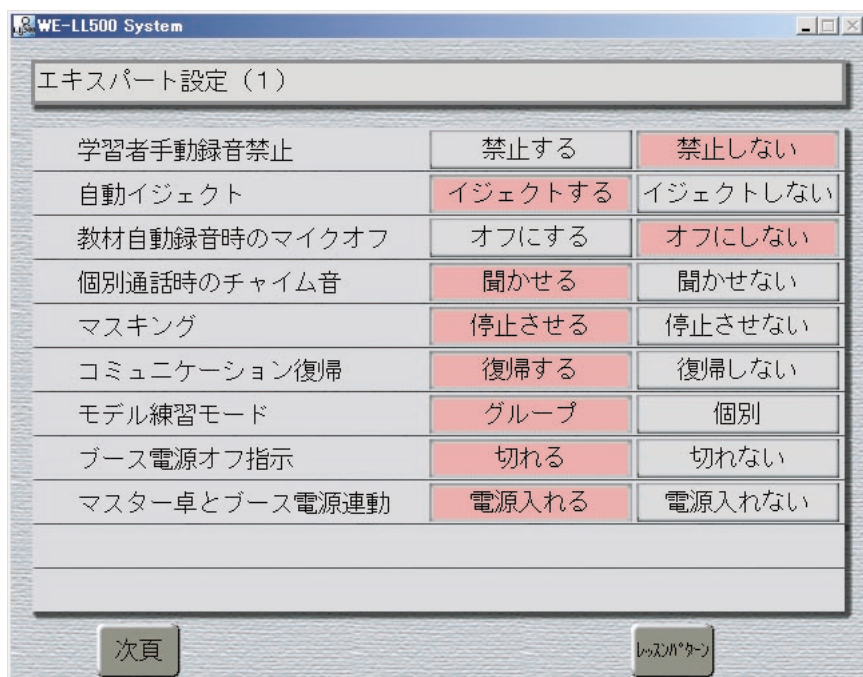 WE-LL500 System
エキスパート設定（1）
学習者手動録音禁止 禁止する 禁止しない
自動イジェクト イジェクトする イジェクトしない
教材自動録音時のマイクオフ オフにする オフにしない
個別通話時のチャイム音 聞かせる 聞かせない
マスキング 停止させる 停止させない
コミュニケーション復帰 復帰する 復帰しない
モデル練習モード グループ 個別
ブース電源オフ指示 切れる 切れない
マスター卓とブース電源連動 電源入れる 電源入れない
次頁 ﾚｯｽﾝﾊﾟﾀｰﾝ